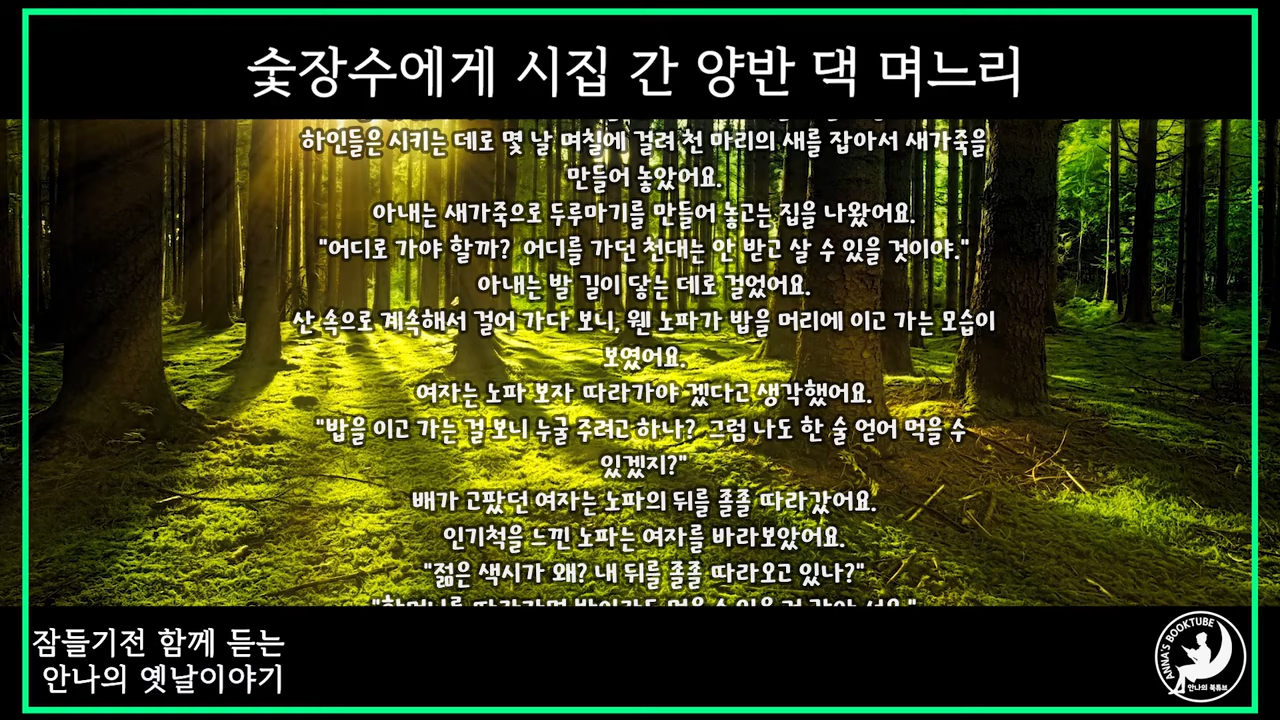 숯장수에게 시집 간 양반 댁 며느리
하인들은 시키는 데로 몇 날 며칠에 걸려 천 마리의 새를 잡아서 새가죽을
만들어 놓았어요.
아내는 새가죽으로 두루마기를 만들어 놓고는 집을 나왔어요.
"어디로 가야 할까? 어디를 가던 천대는 안 받고 살 수 있을 것이야."
아내는 발 길이 닿는 데로 걸었어요.
산 속으로 계속해서 걸어 가다 보니, 웬 노파가 밥을 머리에 이고 가는 모습이
보였어요.
여자는 노파 보자 따라가야 겠다고 생각했어요.
"밥을 이고 가는 걸 보니 누굴 주려고 하나? 그럼 나도 한 술 얻어 먹을 수
있겠지?"
배가 고팠던 여자는 노파의 뒤를 졸졸 따라갔어요.
인기척을 느낀 노파는 여자를 바라보았어요.
"젊은 색시가 왜? 내 뒤를 졸졸 따라오고 있나?"
잠들기전 함께 듣는
안나의 옛날이야기
ANNA'S BOOKTUBE
안나의 북튜브